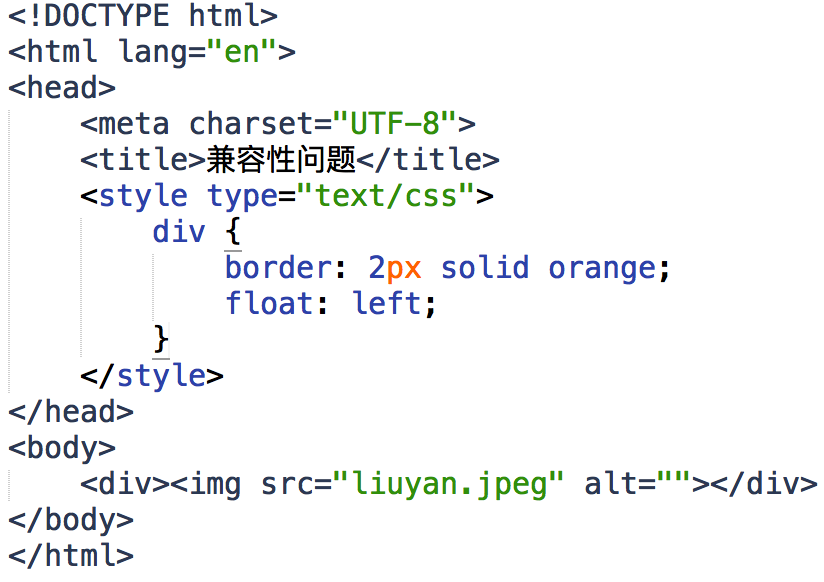 <!DOCTYPE html>
<html lang="en">
<head>
    <meta charset="UTF-8">
    <title>兼容性问题</title>
    <style type="text/css">
        div {
            border: 2px solid orange;
            float: left;
        }
    </style>
</head>
<body>
    <div><img src="liuyan.jpeg" alt=""></div>
</body>
</html>